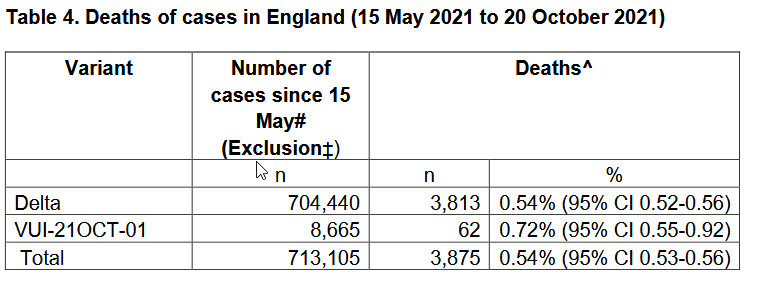 Table 4. Deaths of cases in England (15 May 2021 to 20 October 2021)
Variant Number of cases since 15 May# (Exclusion‡) Deaths^
n n %
Delta 704,440 3,813 0.54% (95% CI 0.52-0.56)
VUI-21OCT-01 8,665 62 0.72% (95% CI 0.55-0.92)
Total 713,105 3,875 0.54% (95% CI 0.53-0.56)